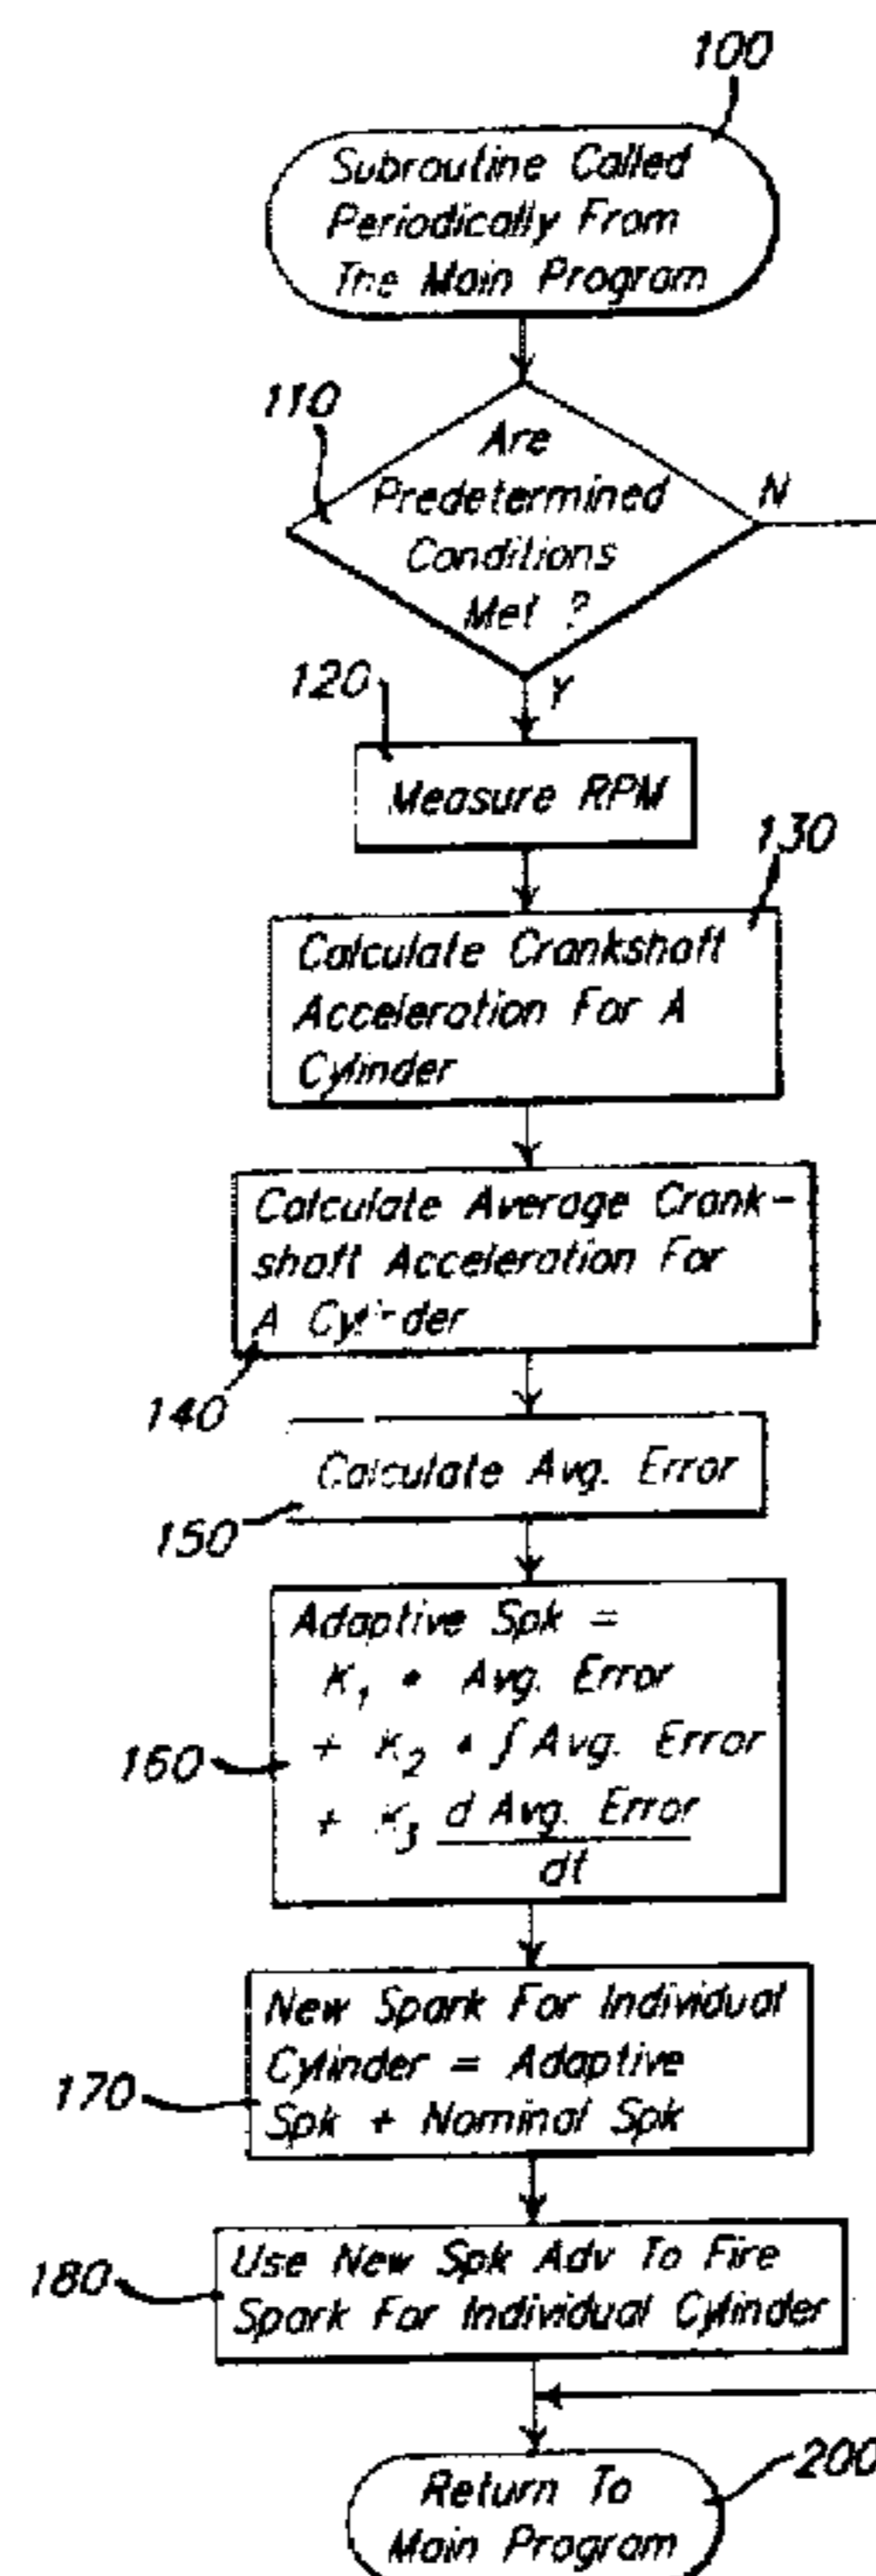 100
Subroutine Called
Periodically From
The Main Program
110
Are
Predetermined
Conditions
Met ?
N
Y
120
Measure RPM
130
Calculate Crankshaft
Acceleration For A
Cylinder
Calculate Average Crank-
shaft Acceleration For
A Cylinder
140
Calculate Avg. Error
150
Adaptive Spk =
K1 * Avg. Error
+ K2 * ∫ Avg. Error
+ K3 d Avg. Error
dt
160
New Spark For Individual
Cylinder = Adaptive
Spk + Nominal Spk
170
Use New Spk Adv To Fire
Spark For Individual Cylinder
180
200
Return To
Main Program